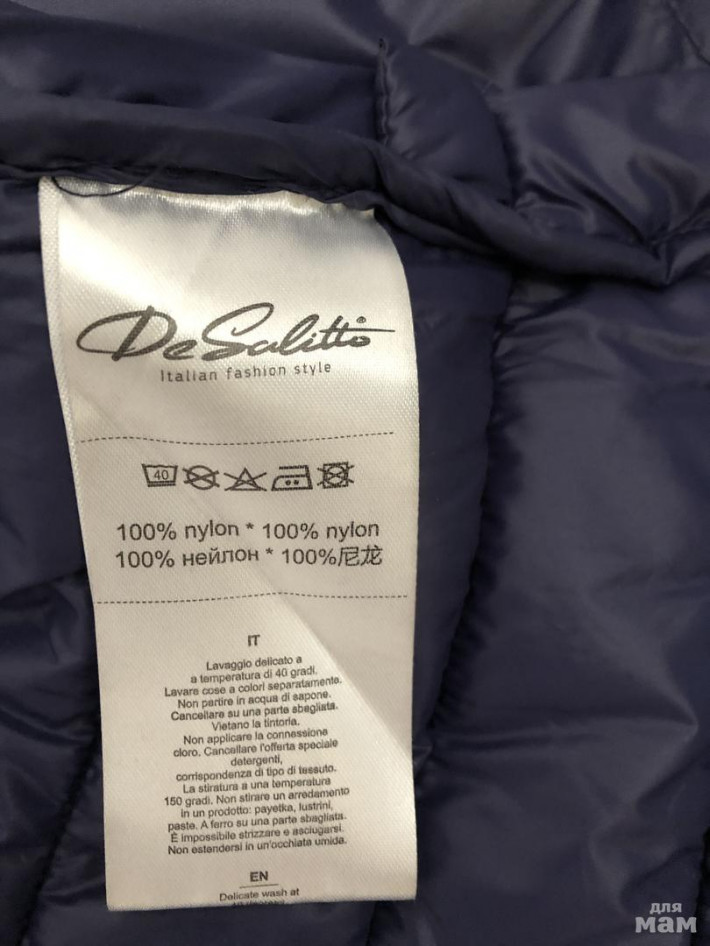 DeSalitto
Italian fashion style
40
100% nylon * 100% nylon
100% нейлон * 100%尼龙
IT
Lavaggio delicato a
a temperatura di 40 gradi.
Lavare cose a colori separatamente.
Non partire in acqua di sapone.
Cancellare su una parte sbagliata.
Vietano la tintoria.
Non applicare la connessione
cloro. Cancellare l'offerta speciale
detergenti,
corrispondenza di tipo di tessuto.
La stiratura a una temperatura
150 gradi. Non stirare un arredamento
in un prodotto: payetka, lustrini,
paste. A ferro su una parte sbagliata.
È impossibile strizzare e asciugarsi.
Non estendersi in un'occhiata umida.
EN
Delicate wash at
для
мам